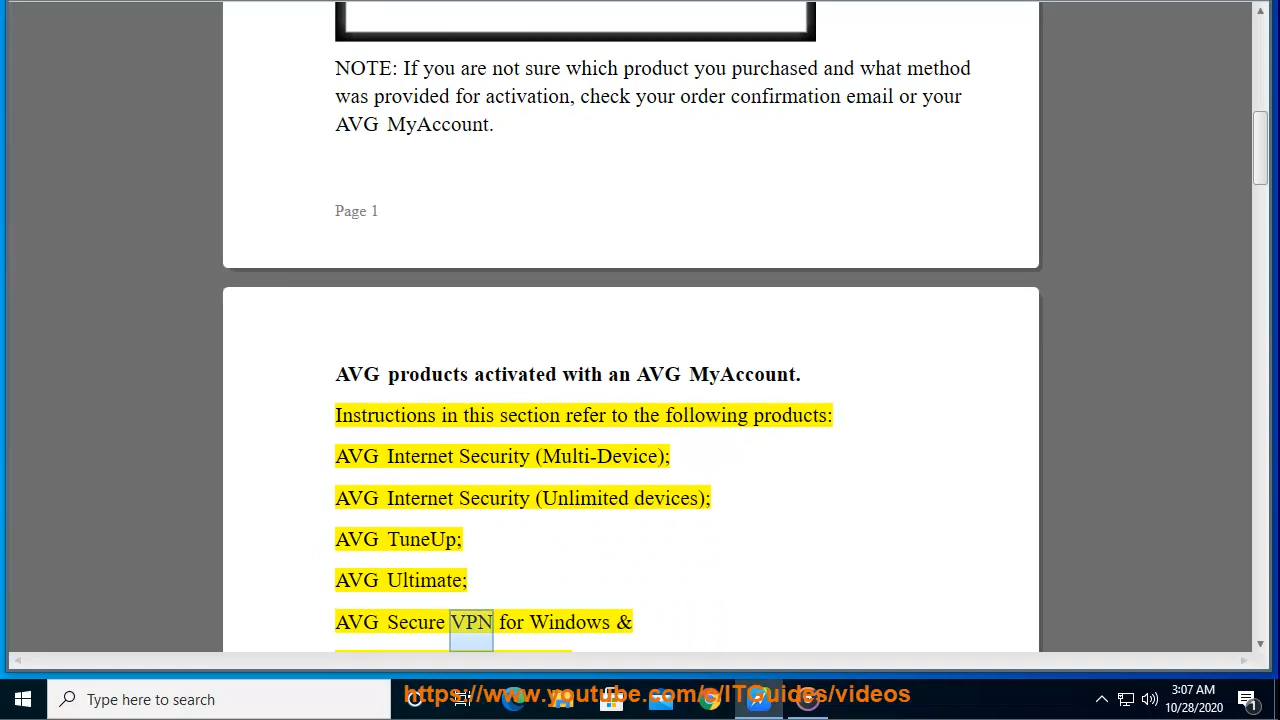 NOTE: If you are not sure which product you purchased and what method
was provided for activation, check your order confirmation email or your
AVG MyAccount.
Page 1
AVG products activated with an AVG MyAccount.
Instructions in this section refer to the following products:
AVG Internet Security (Multi-Device);
AVG Internet Security (Unlimited devices);
AVG TuneUp;
AVG Ultimate;
AVG Secure VPN for Windows &
Type here to search
https://www.youtube.com/c/ITGuides/videos
3:07 AM
10/28/2020
1